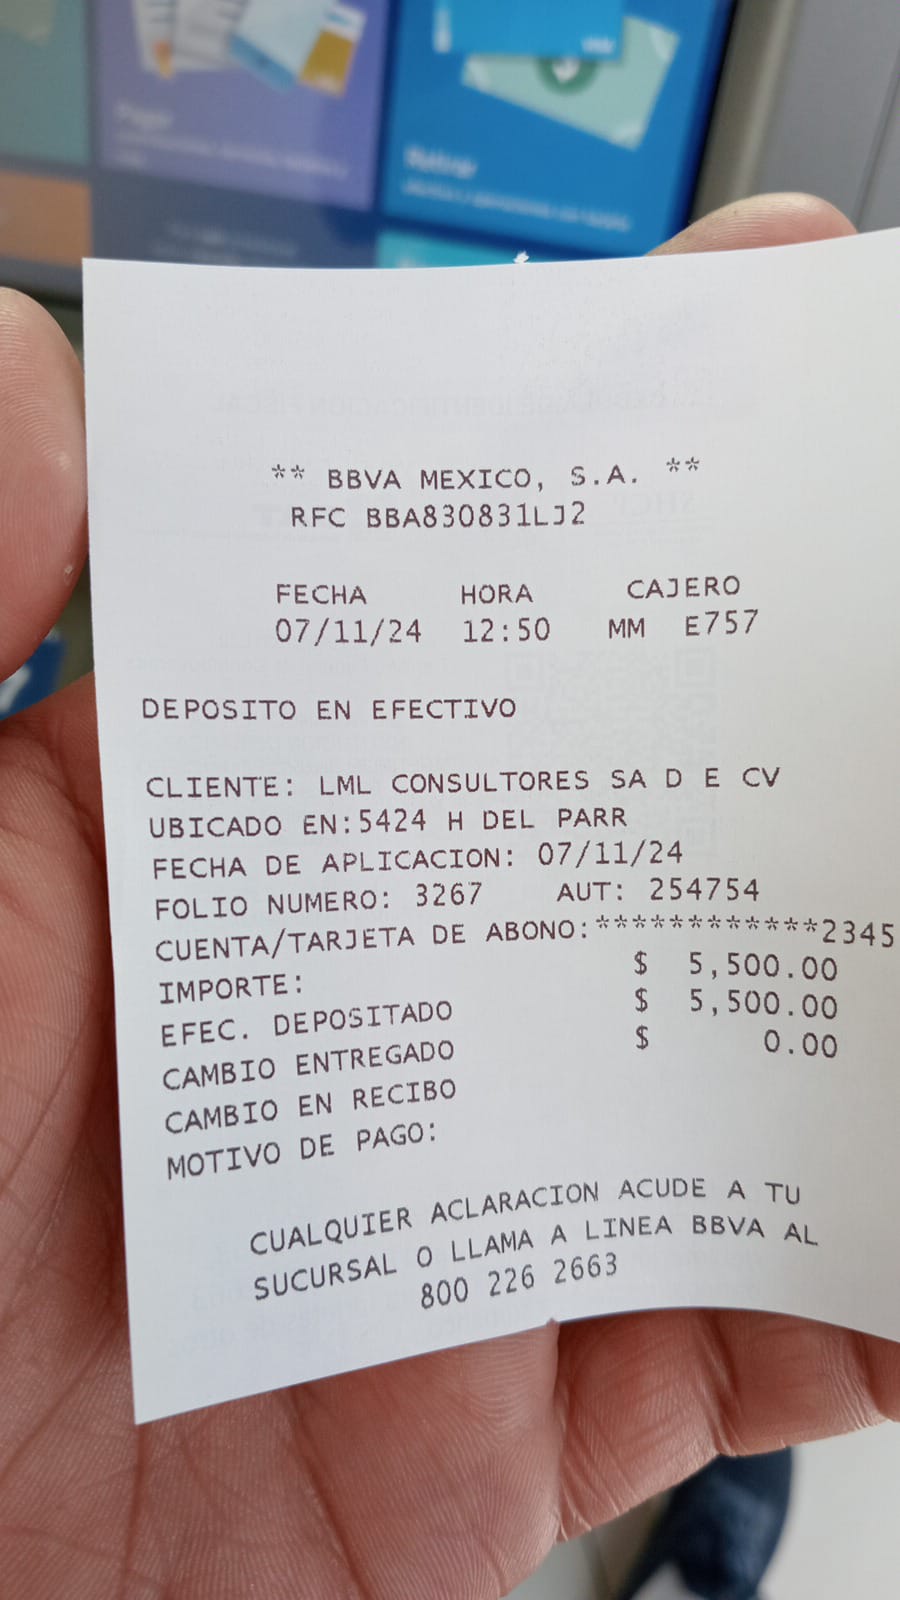 Pagar
Retirar
** BBVA MEXICO, S.A. **
RFC BBA830831LJ2
FECHA HORA CAJERO
07/11/24 12:50 MM E757
DEPOSITO EN EFECTIVO
CLIENTE: LML CONSULTORES SA D E CV
UBICADO EN:5424 H DEL PARR
FECHA DE APLICACION: 07/11/24
FOLIO NUMERO: 3267 AUT: 254754
CUENTA/TARJETA DE ABONO:************2345
IMPORTE: $ 5,500.00
EFEC. DEPOSITADO $ 5,500.00
CAMBIO ENTREGADO $ 0.00
CAMBIO EN RECIBO
MOTIVO DE PAGO:
CUALQUIER ACLARACION ACUDE A TU
SUCURSAL O LLAMA A LINEA BBVA AL
800 226 2663